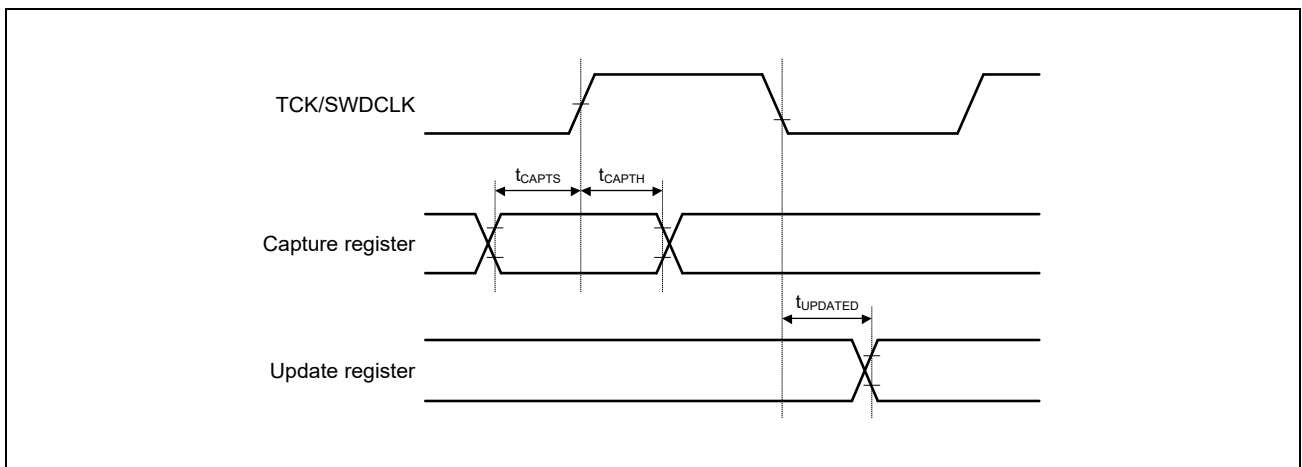 TCK/SWDCLK
tCAPTS
tCAPTH
Capture register
tUPDATED
Update register